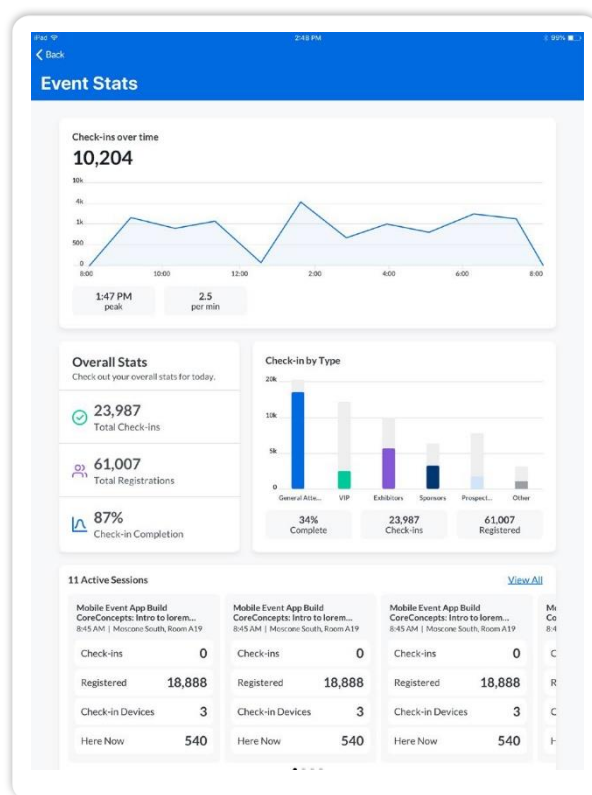 iPad 2:48 PM 99%
Back
Event Stats
Check-ins over time
10,204
10k
4k
1k
500
0
8:00 10:00 12:00 2:00 4:00 6:00 8:00
1:47 PM
peak
2.5
per min
Overall Stats
Check out your overall stats for today.
23,987
Total Check-ins
61,007
Total Registrations
87%
Check-in Completion
Check-in by Type
20k
10k
5k
0
General Atte... VIP Exhibitors Sponsors Prospect... Other
34%
Complete
23,987
Check-ins
61,007
Registered
11 Active Sessions View All
Mobile Event App Build
CoreConcepts: Intro to lorem...
8:45 AM | Moscone South, Room A19
Check-ins 0
Registered 18,888
Check-in Devices 3
Here Now 540
Mobile Event App Build
CoreConcepts: Intro to lorem...
8:45 AM | Moscone South, Room A19
Check-ins 0
Registered 18,888
Check-in Devices 3
Here Now 540
Mobile Event App Build
CoreConcepts: Intro to lorem...
8:45 AM | Moscone South, Room A19
Check-ins 0
Registered 18,888
Check-in Devices 3
Here Now 540